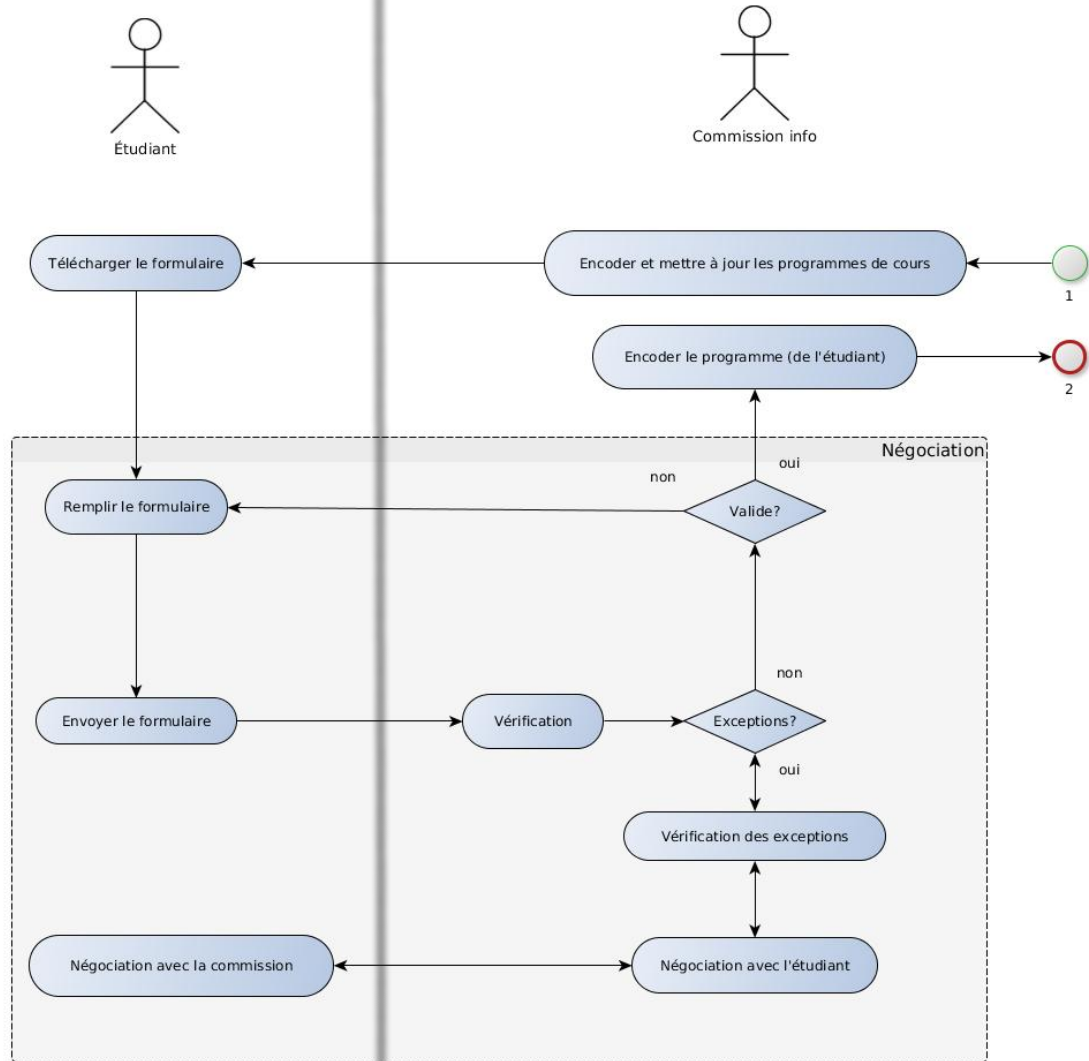 Étudiant
Commission info
Télécharger le formulaire
Encoder et mettre à jour les programmes de cours
1
Encoder le programme (de l'étudiant)
2
Négociation
oui
non
Remplir le formulaire
Valide?
non
Envoyer le formulaire
Vérification
Exceptions?
oui
Vérification des exceptions
Négociation avec la commission
Négociation avec l'étudiant